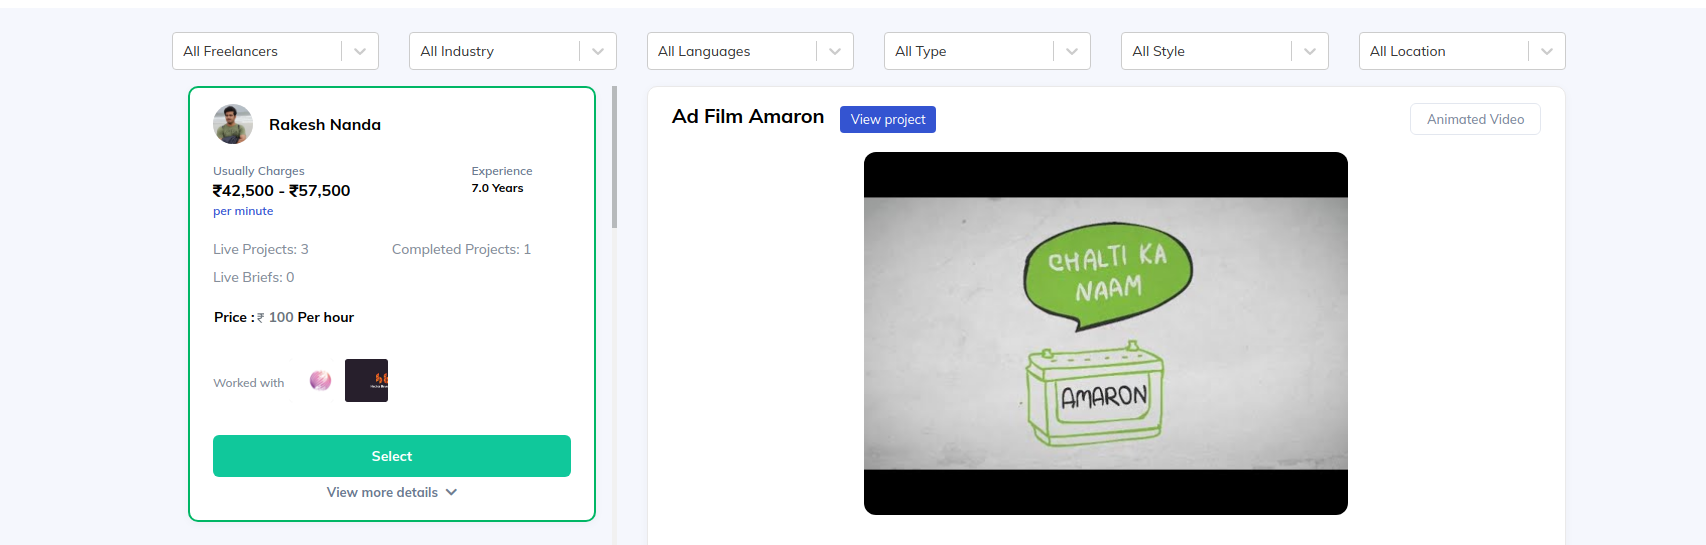 All Freelancers
All Industry
All Languages
All Type
All Style
All Location
Rakesh Nanda
Usually Charges
₹42,500 - ₹57,500
per minute
Experience
7.0 Years
Live Projects: 3
Completed Projects: 1
Live Briefs: 0
Price : ₹ 100 Per hour
Worked with
Select
View more details
Ad Film Amaron
View project
Animated Video
CHALTI KA
NAAM
AMARON